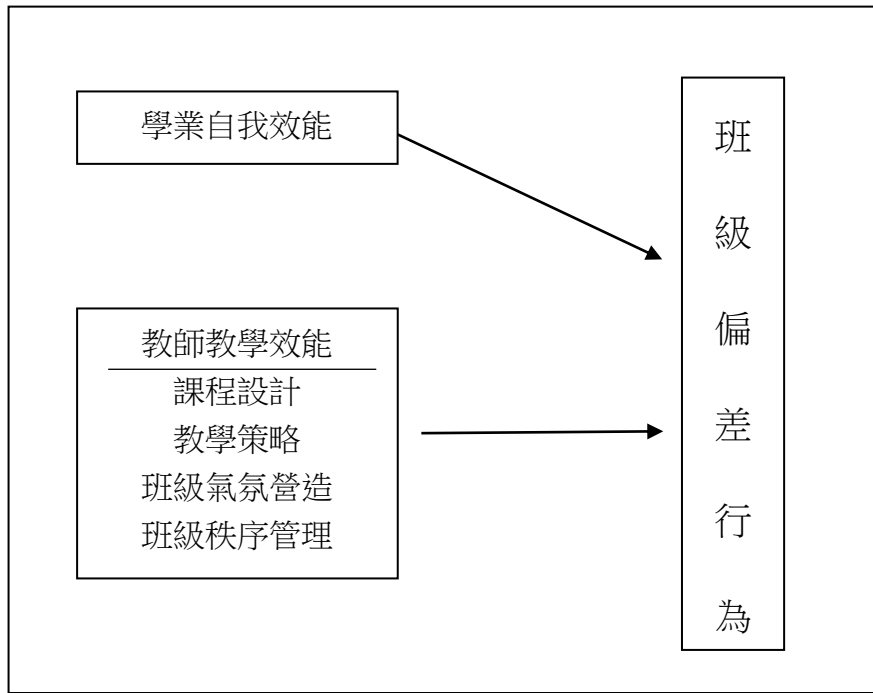 學業自我效能
教師教學效能
課程設計
教學策略
班級氣氛營造
班級秩序管理
班級偏差行為